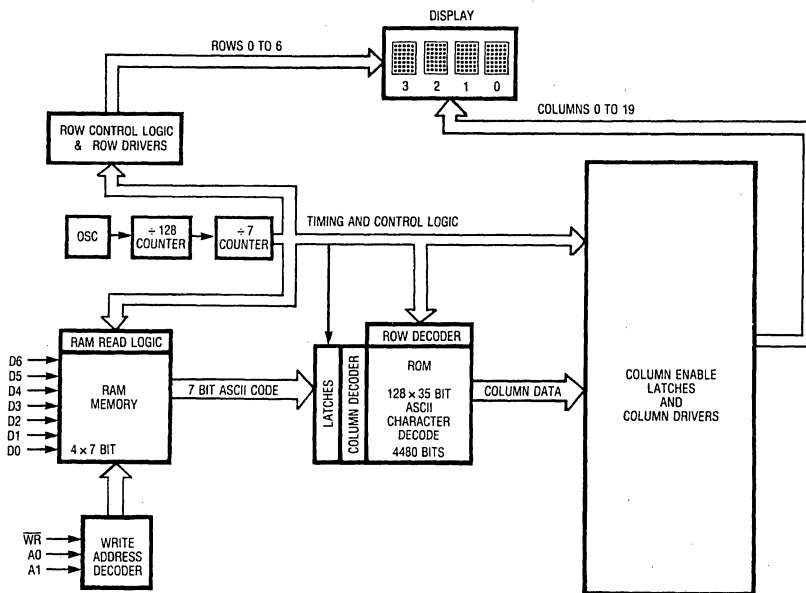 DISPLAY
ROWS 0 TO 6
3 2 1 0
COLUMNS 0 TO 19
ROW CONTROL LOGIC
& ROW DRIVERS
TIMING AND CONTROL LOGIC
OSC
÷ 128
COUNTER
÷ 7
COUNTER
RAM READ LOGIC
RAM
MEMORY
4 × 7 BIT
D6
D5
D4
D3
D2
D1
D0
7 BIT ASCII CODE
LATCHES
COLUMN DECODER
ROW DECODER
ROM
128 × 35 BIT
ASCII
CHARACTER
DECODE
4480 BITS
COLUMN DATA
COLUMN ENABLE
LATCHES
AND
COLUMN DRIVERS
WR
A0
A1
WRITE
ADDRESS
DECODER